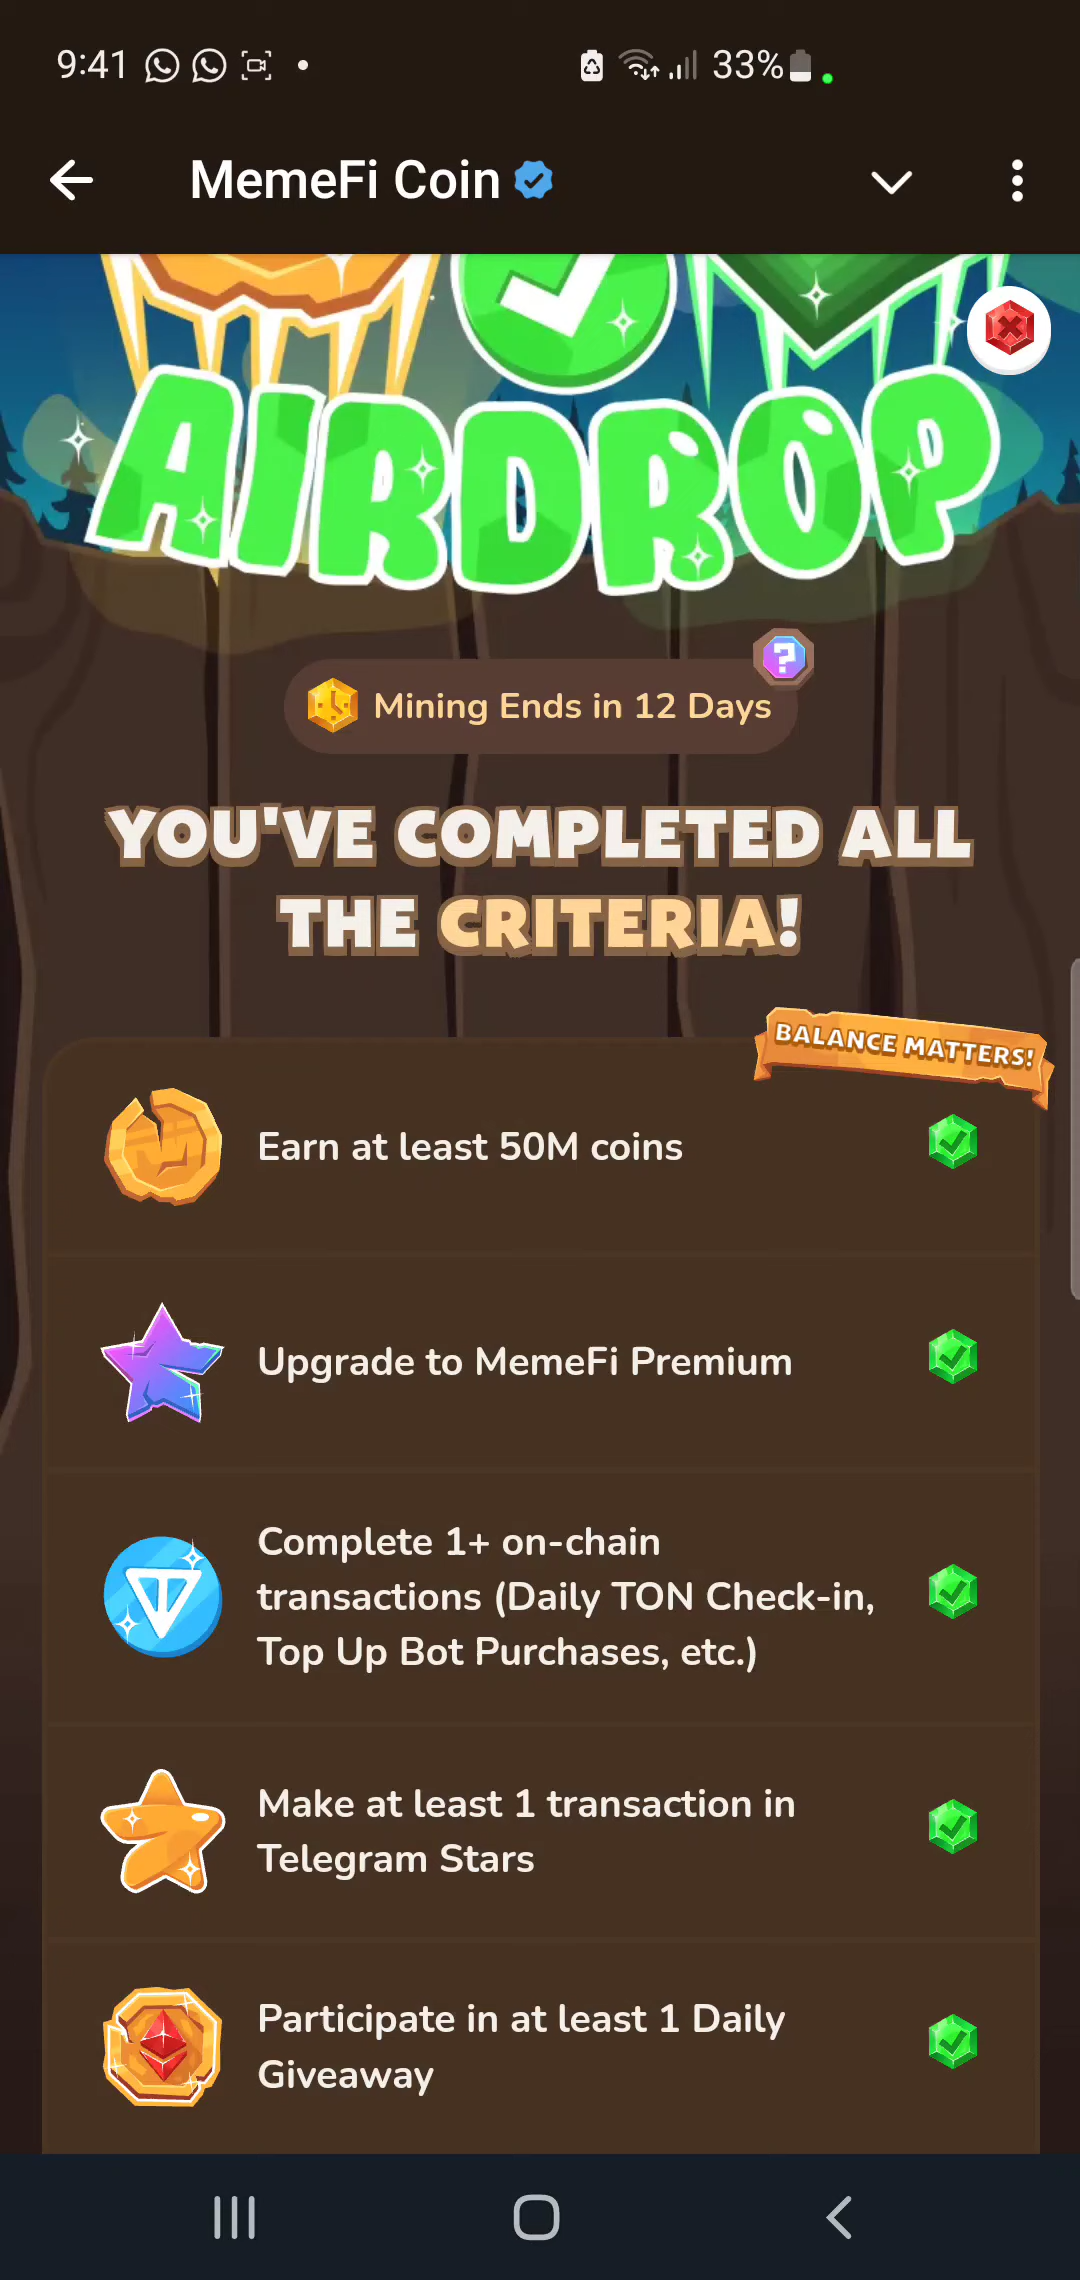 9:41
33%
MemeFi Coin
AIRDROP
Mining Ends in 12 Days
YOU'VE COMPLETED ALL
THE CRITERIA!
BALANCE MATTERS!
Earn at least 50M coins
Upgrade to MemeFi Premium
Complete 1+ on-chain
transactions (Daily TON Check-in,
Top Up Bot Purchases, etc.)
Make at least 1 transaction in
Telegram Stars
Participate in at least 1 Daily
Giveaway